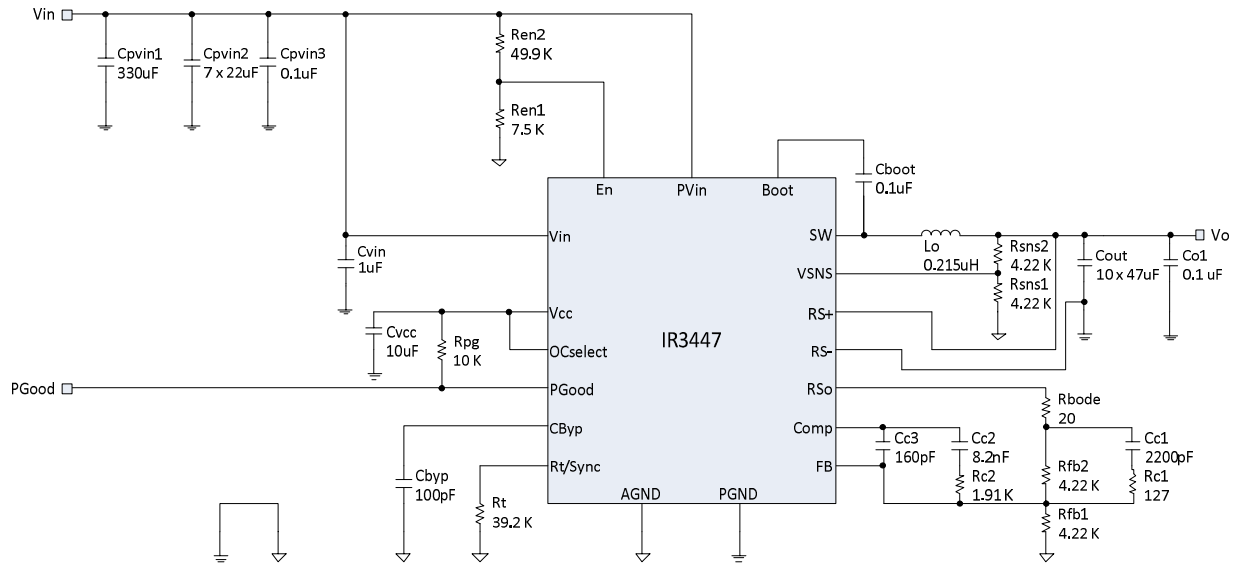 Vin
Cpvin1
330uF
Cpvin2
7 x 22uF
Cpvin3
0.1uF
Ren2
49.9 K
Ren1
7.5 K
Cboot
0.1uF
En
PVin
Boot
Vin
Cvin
1uF
SW
Lo
0.215uH
Rsns2
4.22 K
Rsns1
4.22 K
Cout
10 x 47uF
Co1
0.1 uF
Vo
VSNS
Vcc
Cvcc
10uF
Rpg
10 K
OCselect
RS+
RS-
IR3447
PGood
PGood
RSo
Rbode
20
CByp
Cbyp
100pF
Comp
Cc3
160pF
Cc2
8.2nF
Rc2
1.91 K
Cc1
2200pF
Rc1
127
Rfb2
4.22 K
Rfb1
4.22 K
Rt/Sync
Rt
39.2 K
FB
AGND
PGND